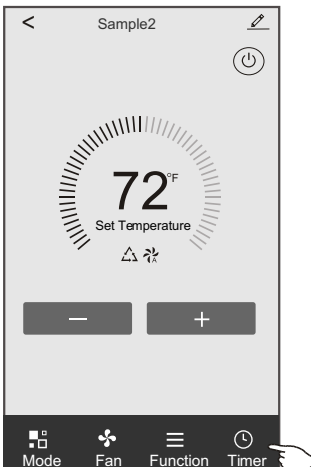 < Sample2
72°F
Set Temperature
A
− +
Mode Fan Function Timer